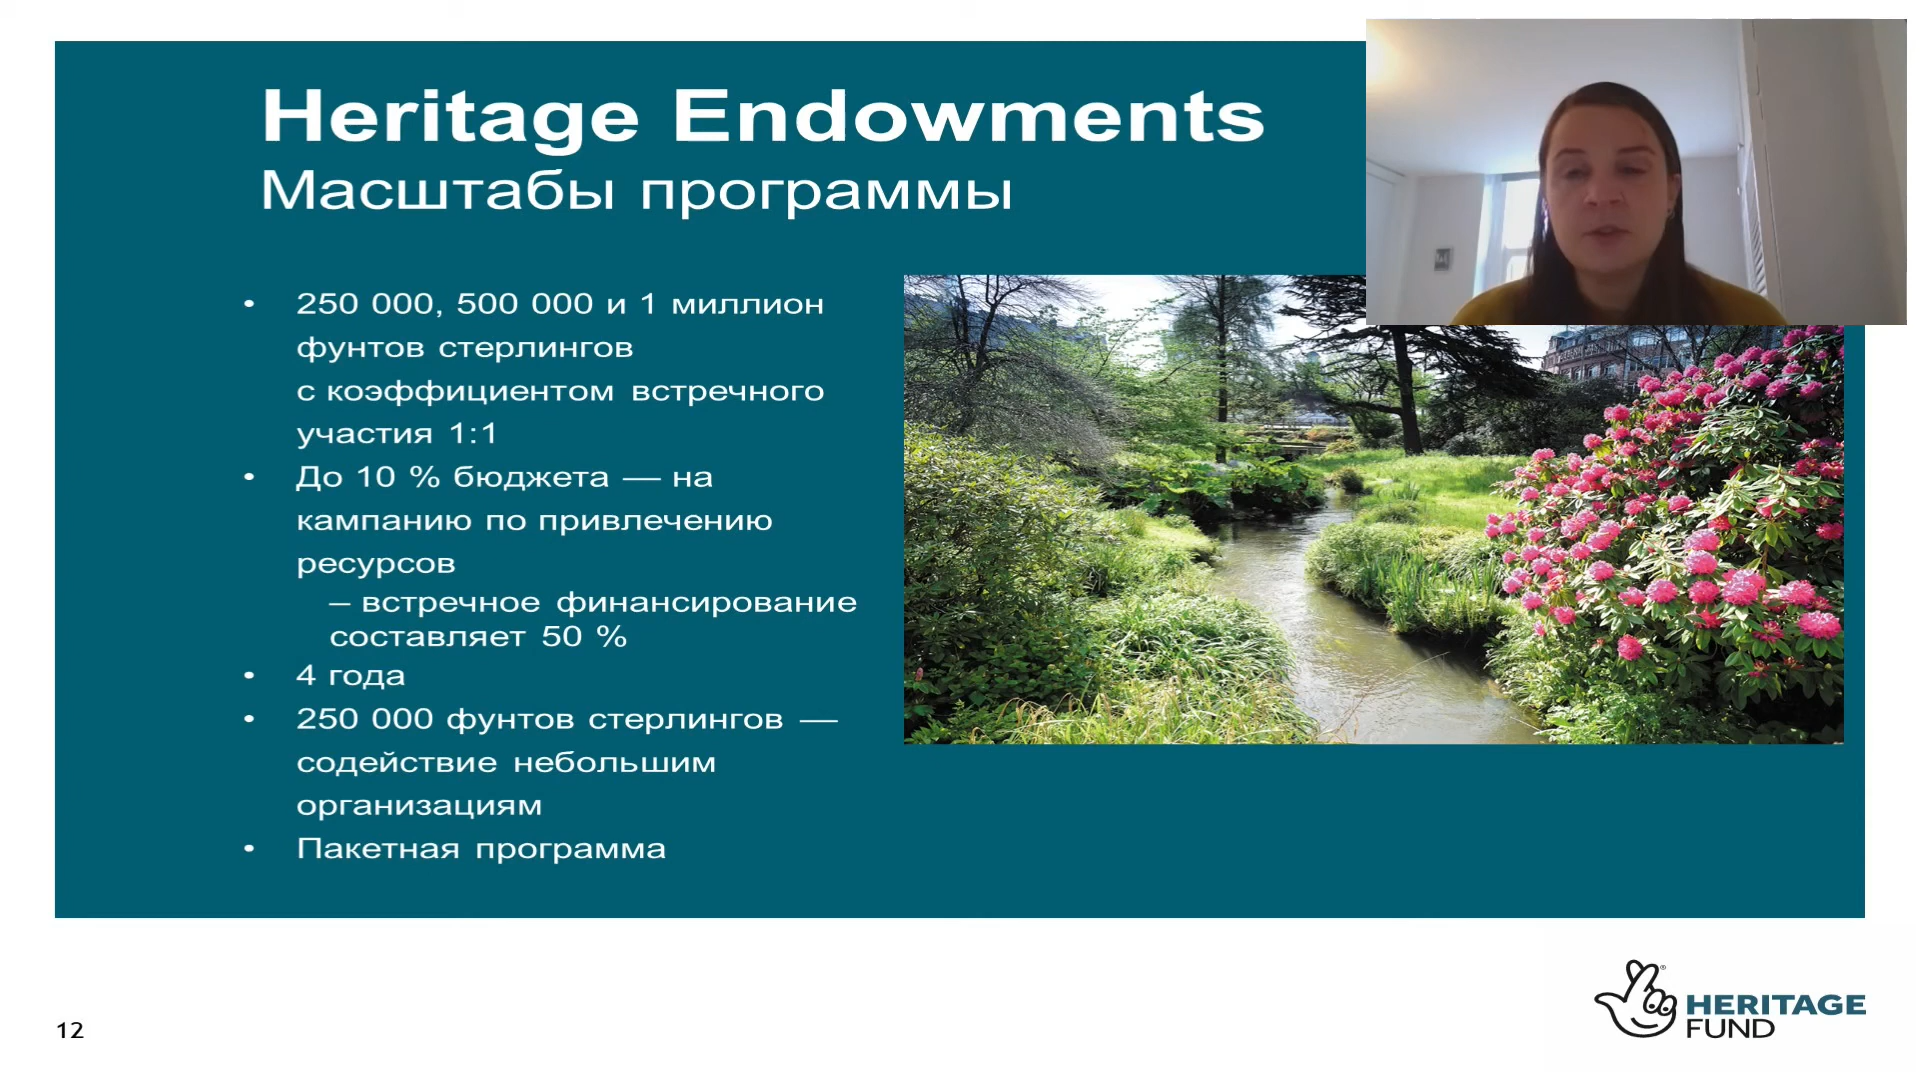 Heritage Endowments
Масштабы программы
• 250 000, 500 000 и 1 миллион
фунтов стерлингов
с коэффициентом встречного
участия 1:1
• До 10 % бюджета — на
кампанию по привлечению
ресурсов
– встречное финансирование
составляет 50 %
• 4 года
• 250 000 фунтов стерлингов —
содействие небольшим
организациям
• Пакетная программа
12
HERITAGE
FUND